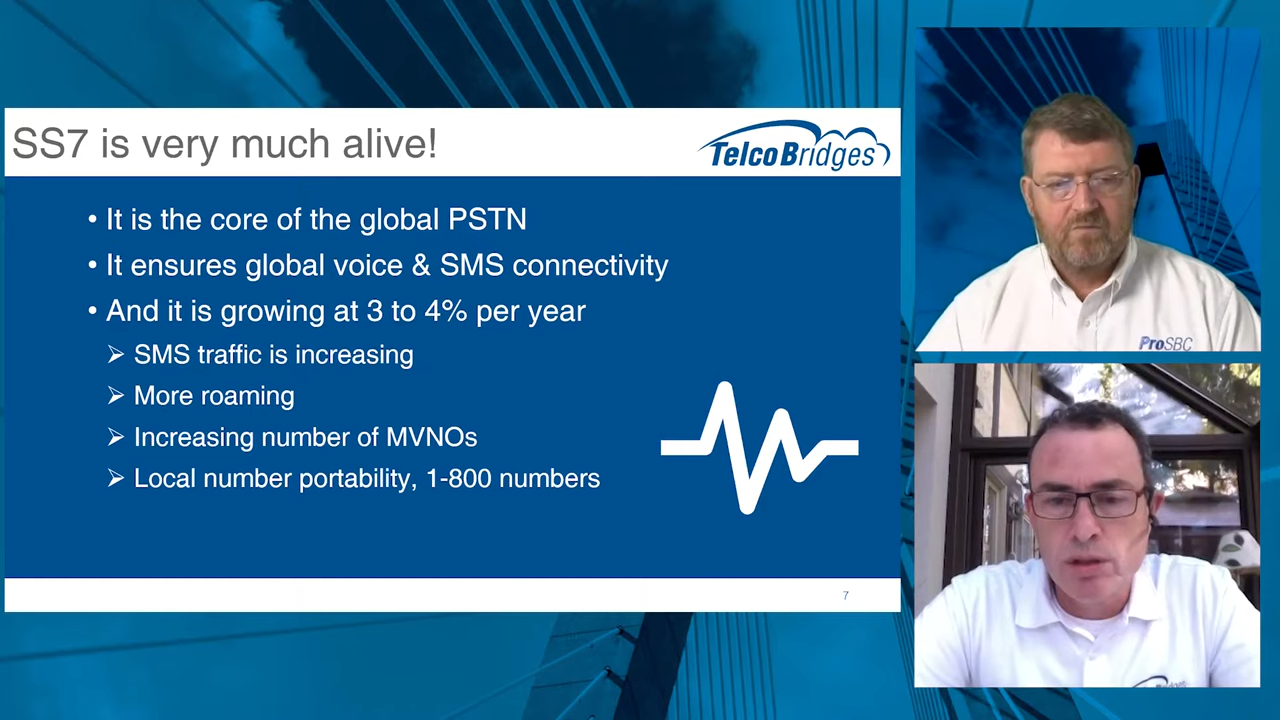 SS7 is very much alive!
TelcoBridges
• It is the core of the global PSTN
• It ensures global voice & SMS connectivity
• And it is growing at 3 to 4% per year
➢ SMS traffic is increasing
➢ More roaming
➢ Increasing number of MVNOs
➢ Local number portability, 1-800 numbers
7
ProSBC
TelcoBridges